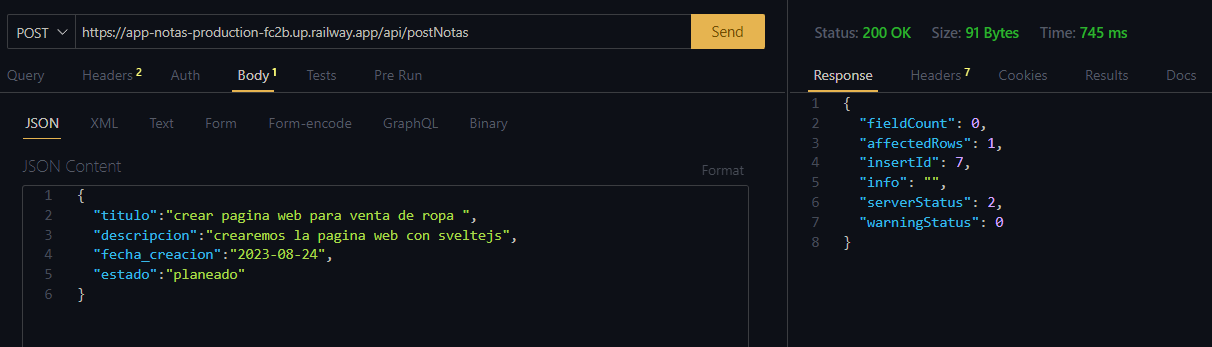 POST https://app-notas-production-fc2b.up.railway.app/api/postNotas Send
Query Headers 2 Auth Body 1 Tests Pre Run
JSON XML Text Form Form-encode GraphQL Binary
JSON Content Format
1 {
2 "titulo":"crear pagina web para venta de ropa ",
3 "descripcion":"crearemos la pagina web con sveltejs",
4 "fecha_creacion":"2023-08-24",
5 "estado":"planeado"
6 }
Status: 200 OK Size: 91 Bytes Time: 745 ms
Response Headers 7 Cookies Results Docs
1 {
2 "fieldCount": 0,
3 "affectedRows": 1,
4 "insertId": 7,
5 "info": "",
6 "serverStatus": 2,
7 "warningStatus": 0
8 }